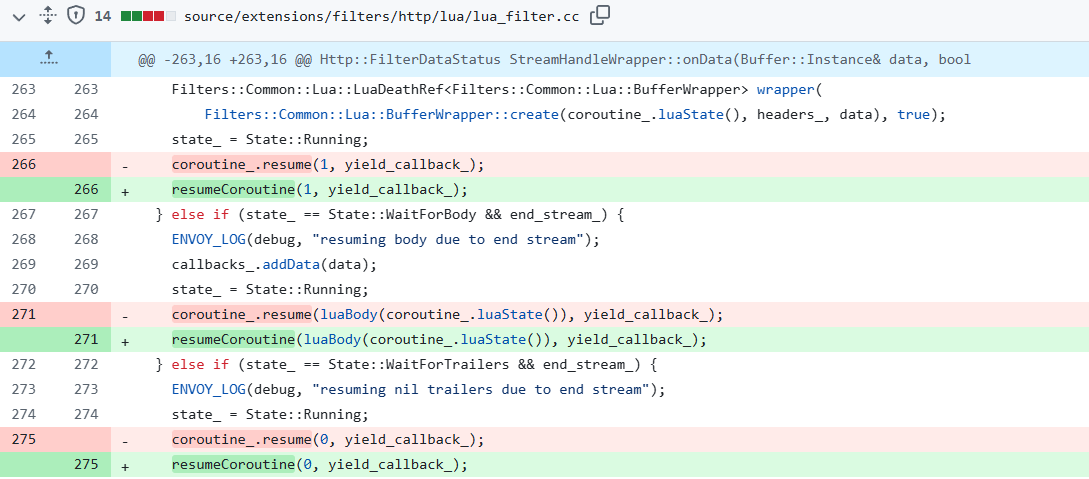 14 source/extensions/filters/http/lua/lua_filter.cc
@@ -263,16 +263,16 @@ Http::FilterDataStatus StreamHandleWrapper::onData(Buffer::Instance& data, bool
263 263 Filters::Common::Lua::LuaDeathRef<Filters::Common::Lua::BufferWrapper> wrapper(
264 264 Filters::Common::Lua::BufferWrapper::create(coroutine_.luaState(), headers_, data), true);
265 265 state_ = State::Running;
266 - coroutine_.resume(1, yield_callback_);
266 + resumeCoroutine(1, yield_callback_);
267 267 } else if (state_ == State::WaitForBody && end_stream_) {
268 268 ENVOY_LOG(debug, "resuming body due to end stream");
269 269 callbacks_.addData(data);
270 270 state_ = State::Running;
271 - coroutine_.resume(luaBody(coroutine_.luaState()), yield_callback_);
271 + resumeCoroutine(luaBody(coroutine_.luaState()), yield_callback_);
272 272 } else if (state_ == State::WaitForTrailers && end_stream_) {
273 273 ENVOY_LOG(debug, "resuming nil trailers due to end stream");
274 274 state_ = State::Running;
275 - coroutine_.resume(0, yield_callback_);
275 + resumeCoroutine(0, yield_callback_);